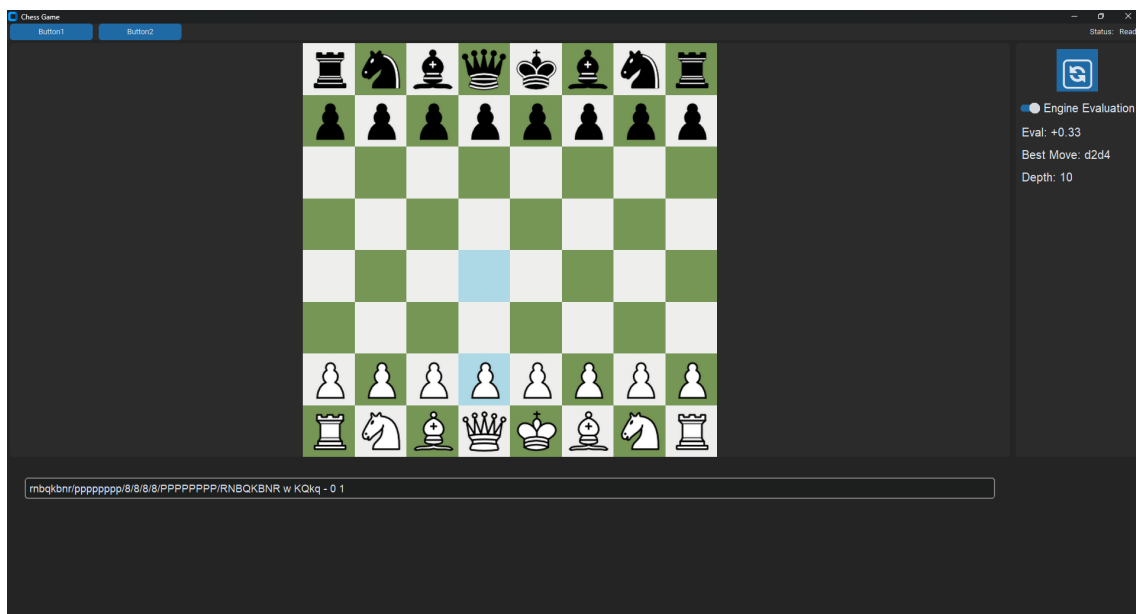 Chess Game
Button1 Button2 Status: Read
Engine Evaluation
Eval: +0.33
Best Move: d2d4
Depth: 10
rnbqkbnr/pppppppp/8/8/8/8/PPPPPPPP/RNBQKBNR w KQkq - 0 1